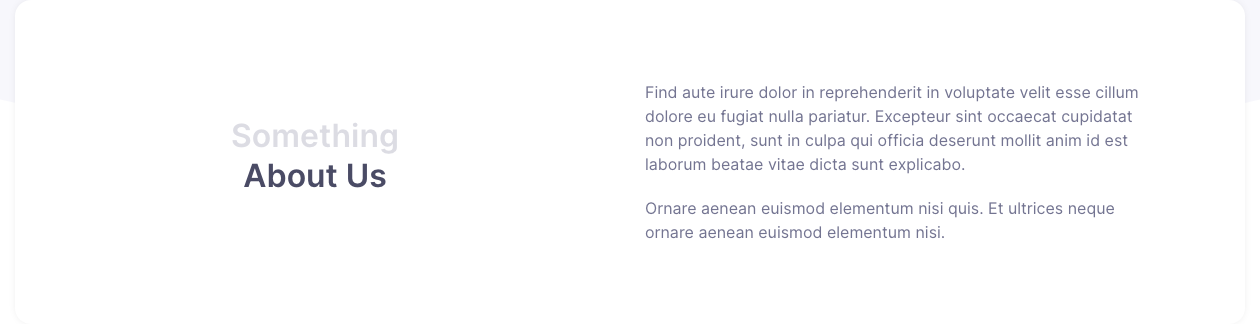 Something
About Us
Find aute irure dolor in reprehenderit in voluptate velit esse cillum
dolore eu fugiat nulla pariatur. Excepteur sint occaecat cupidatat
non proident, sunt in culpa qui officia deserunt mollit anim id est
laborum beatae vitae dicta sunt explicabo.
Ornare aenean euismod elementum nisi quis. Et ultrices neque
ornare aenean euismod elementum nisi.